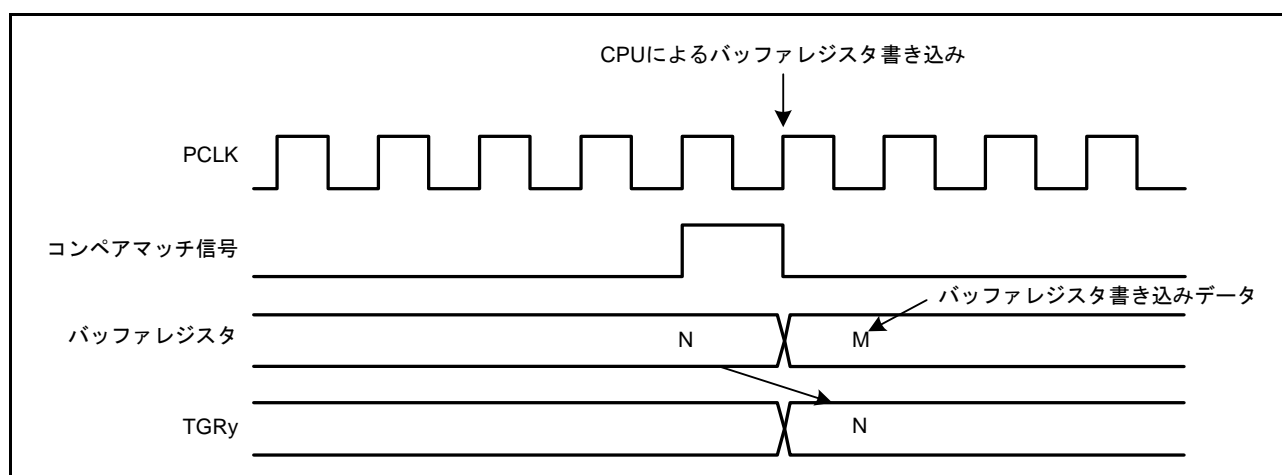 CPUによるバッファレジスタ書き込み
PCLK
コンペアマッチ信号
バッファレジスタ書き込みデータ
バッファレジスタ
N
M
TGRy
N